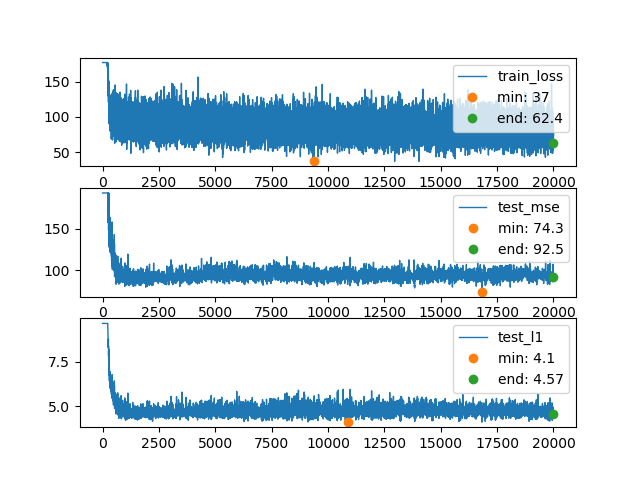 150
100
50
train_loss
min: 37
end: 62.4
0 2500 5000 7500 10000 12500 15000 17500 20000
150
100
test_mse
min: 74.3
end: 92.5
0 2500 5000 7500 10000 12500 15000 17500 20000
7.5
5.0
test_l1
min: 4.1
end: 4.57
0 2500 5000 7500 10000 12500 15000 17500 20000